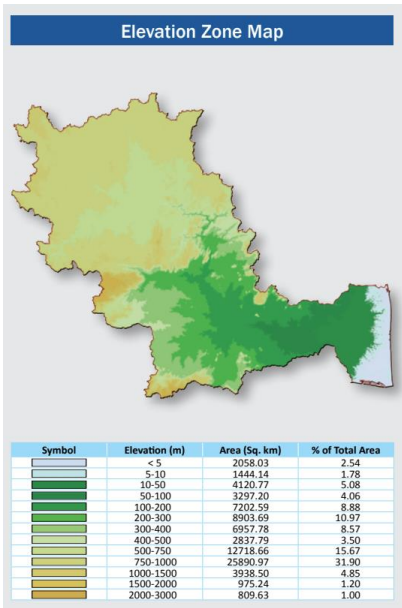 Elevation Zone Map
Symbol Elevation (m) Area (Sq. km) % of Total Area
< 5 2058.03 2.54
5-10 1444.14 1.78
10-50 4120.77 5.08
50-100 3297.20 4.06
100-200 7202.59 8.88
200-300 8903.69 10.97
300-400 6957.78 8.57
400-500 2837.79 3.50
500-750 12718.66 15.67
750-1000 25890.97 31.90
1000-1500 3938.50 4.85
1500-2000 975.24 1.20
2000-3000 809.63 1.00